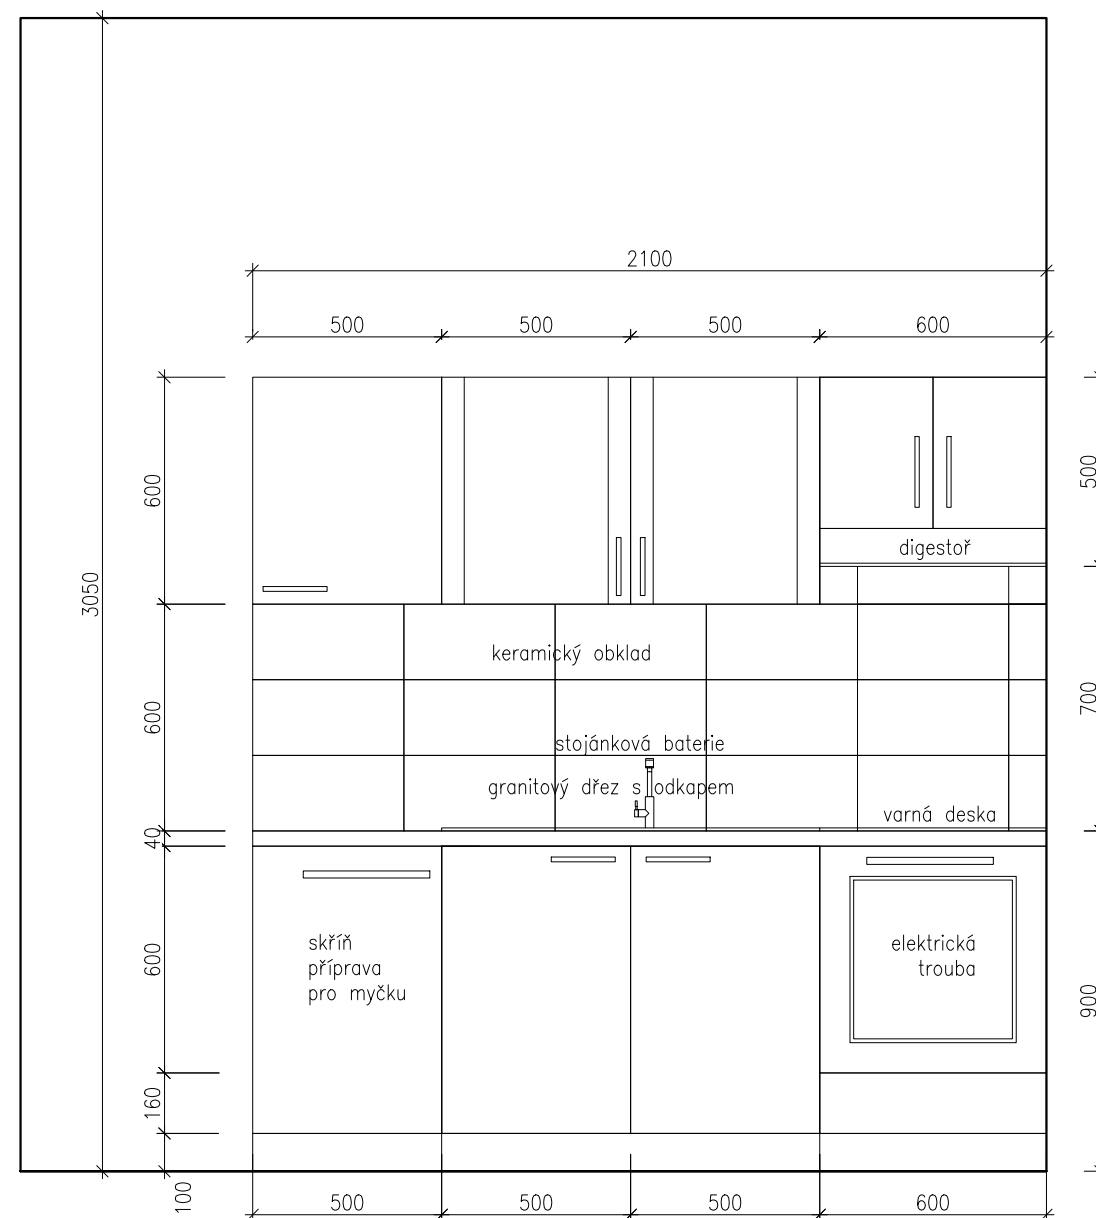 2100
500 500 500 600
600
500
digestoř
3050
keramický obklad
600
700
stojánková baterie
granitový dřez s odkapem
varná deska
40
skříň
příprava
pro myčku
elektrická
trouba
600
900
160
100
500 500 500 600